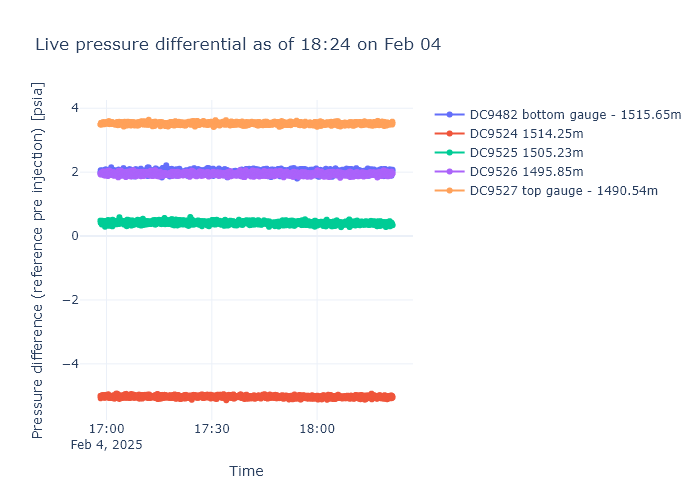 Live pressure differential as of 18:24 on Feb 04
Pressure difference (reference pre injection) [psia]
4
2
0
−2
−4
17:00
Feb 4, 2025
17:30
18:00
Time
DC9482 bottom gauge - 1515.65m
DC9524 1514.25m
DC9525 1505.23m
DC9526 1495.85m
DC9527 top gauge - 1490.54m